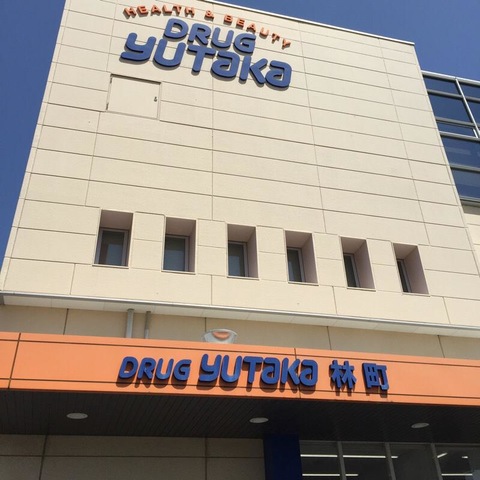 HEALTH & BEAUTY
DRUG
YUTAKA
DRUG YUTAKA 林町